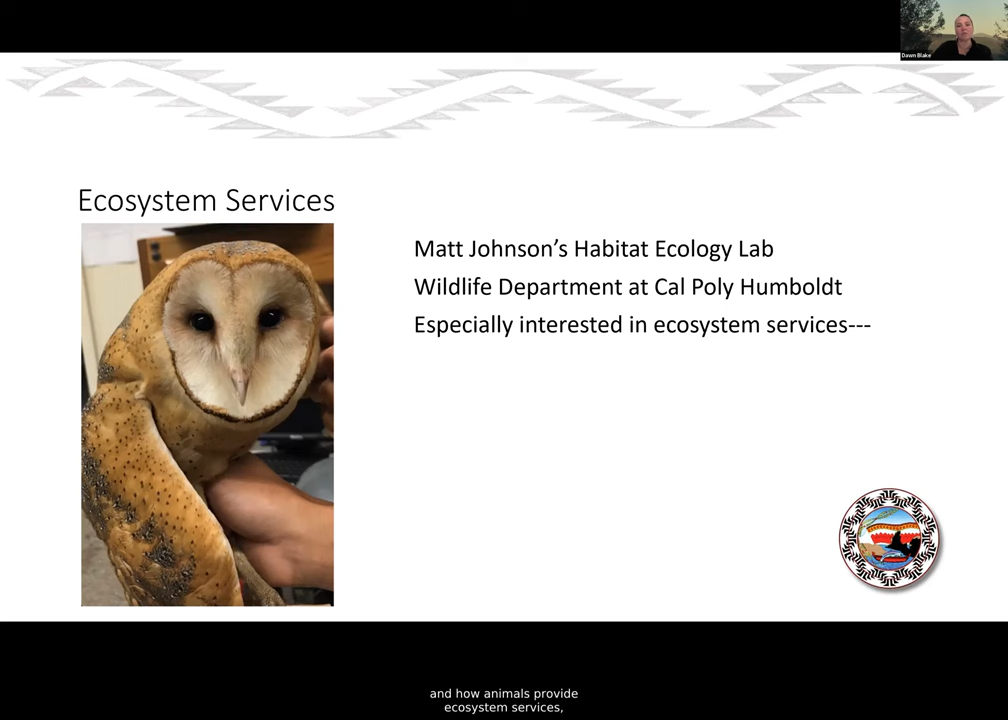 Dawn Blake
Ecosystem Services
Matt Johnson’s Habitat Ecology Lab
Wildlife Department at Cal Poly Humboldt
Especially interested in ecosystem services---
and how animals provide
ecosystem services,